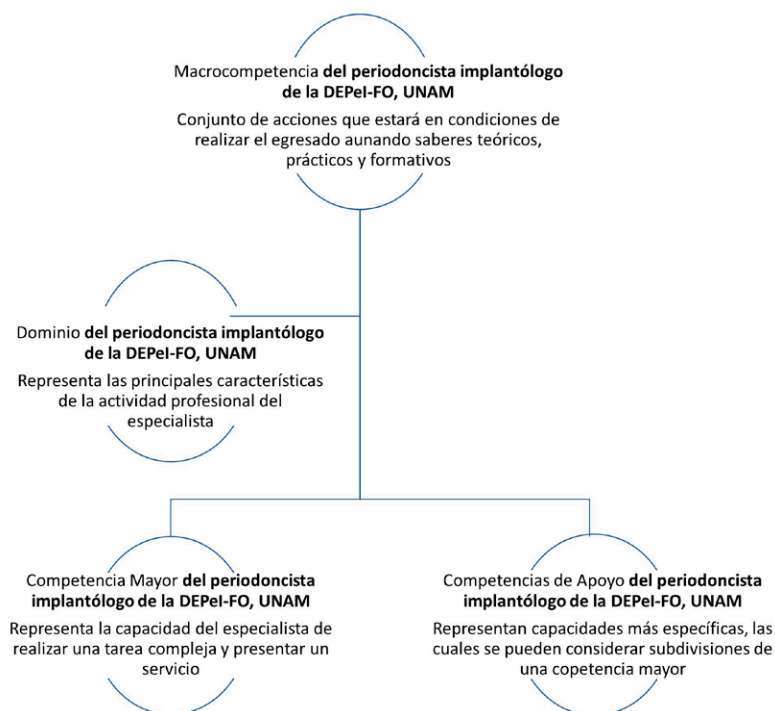 Macrocompetencia del periodoncista implantólogo
de la DEPeI-FO, UNAM
Conjunto de acciones que estará en condiciones de
realizar el egresado aunando saberes teóricos,
prácticos y formativos
Dominio del periodoncista implantólogo
de la DEPeI-FO, UNAM
Representa las principales características
de la actividad profesional del
especialista
Competencia Mayor del periodoncista
implantólogo de la DEPeI-FO, UNAM
Representa la capacidad del especialista de
realizar una tarea compleja y presentar un
servicio
Competencias de Apoyo del periodoncista
implantólogo de la DEPeI-FO, UNAM
Representan capacidades más específicas, las
cuales se pueden considerar subdivisiones de
una copetencia mayor